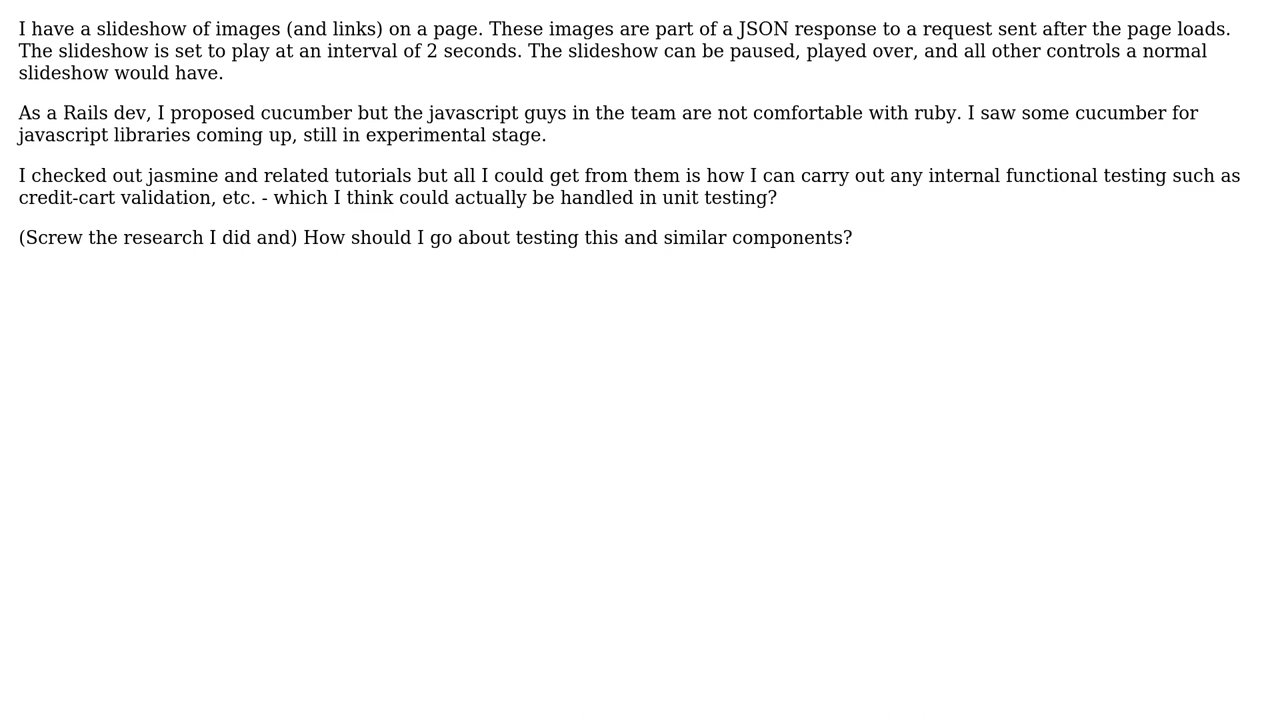 I have a slideshow of images (and links) on a page. These images are part of a JSON response to a request sent after the page loads.
The slideshow is set to play at an interval of 2 seconds. The slideshow can be paused, played over, and all other controls a normal
slideshow would have.
As a Rails dev, I proposed cucumber but the javascript guys in the team are not comfortable with ruby. I saw some cucumber for
javascript libraries coming up, still in experimental stage.
I checked out jasmine and related tutorials but all I could get from them is how I can carry out any internal functional testing such as
credit-cart validation, etc. - which I think could actually be handled in unit testing?
(Screw the research I did and) How should I go about testing this and similar components?